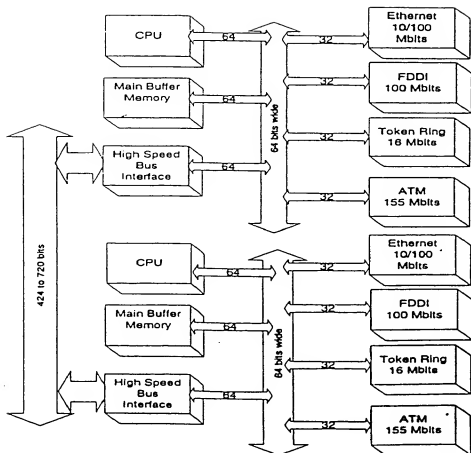 CPU
64
32
Ethernet
10/100
Mbits
Main Buffer
Memory
64
32
FDDI
100 Mbits
High Speed
Bus
Interface
64
64 bits wide
32
Token Ring
16 Mbits
32
ATM
155 Mbits
424 to 720 bits
CPU
64
32
Ethernet
10/100
Mbits
Main Buffer
Memory
64
32
FDDI
100 Mbits
64 bits wide
32
Token Ring
16 Mbits
High Speed
Bus
Interface
64
32
ATM
155 Mbits